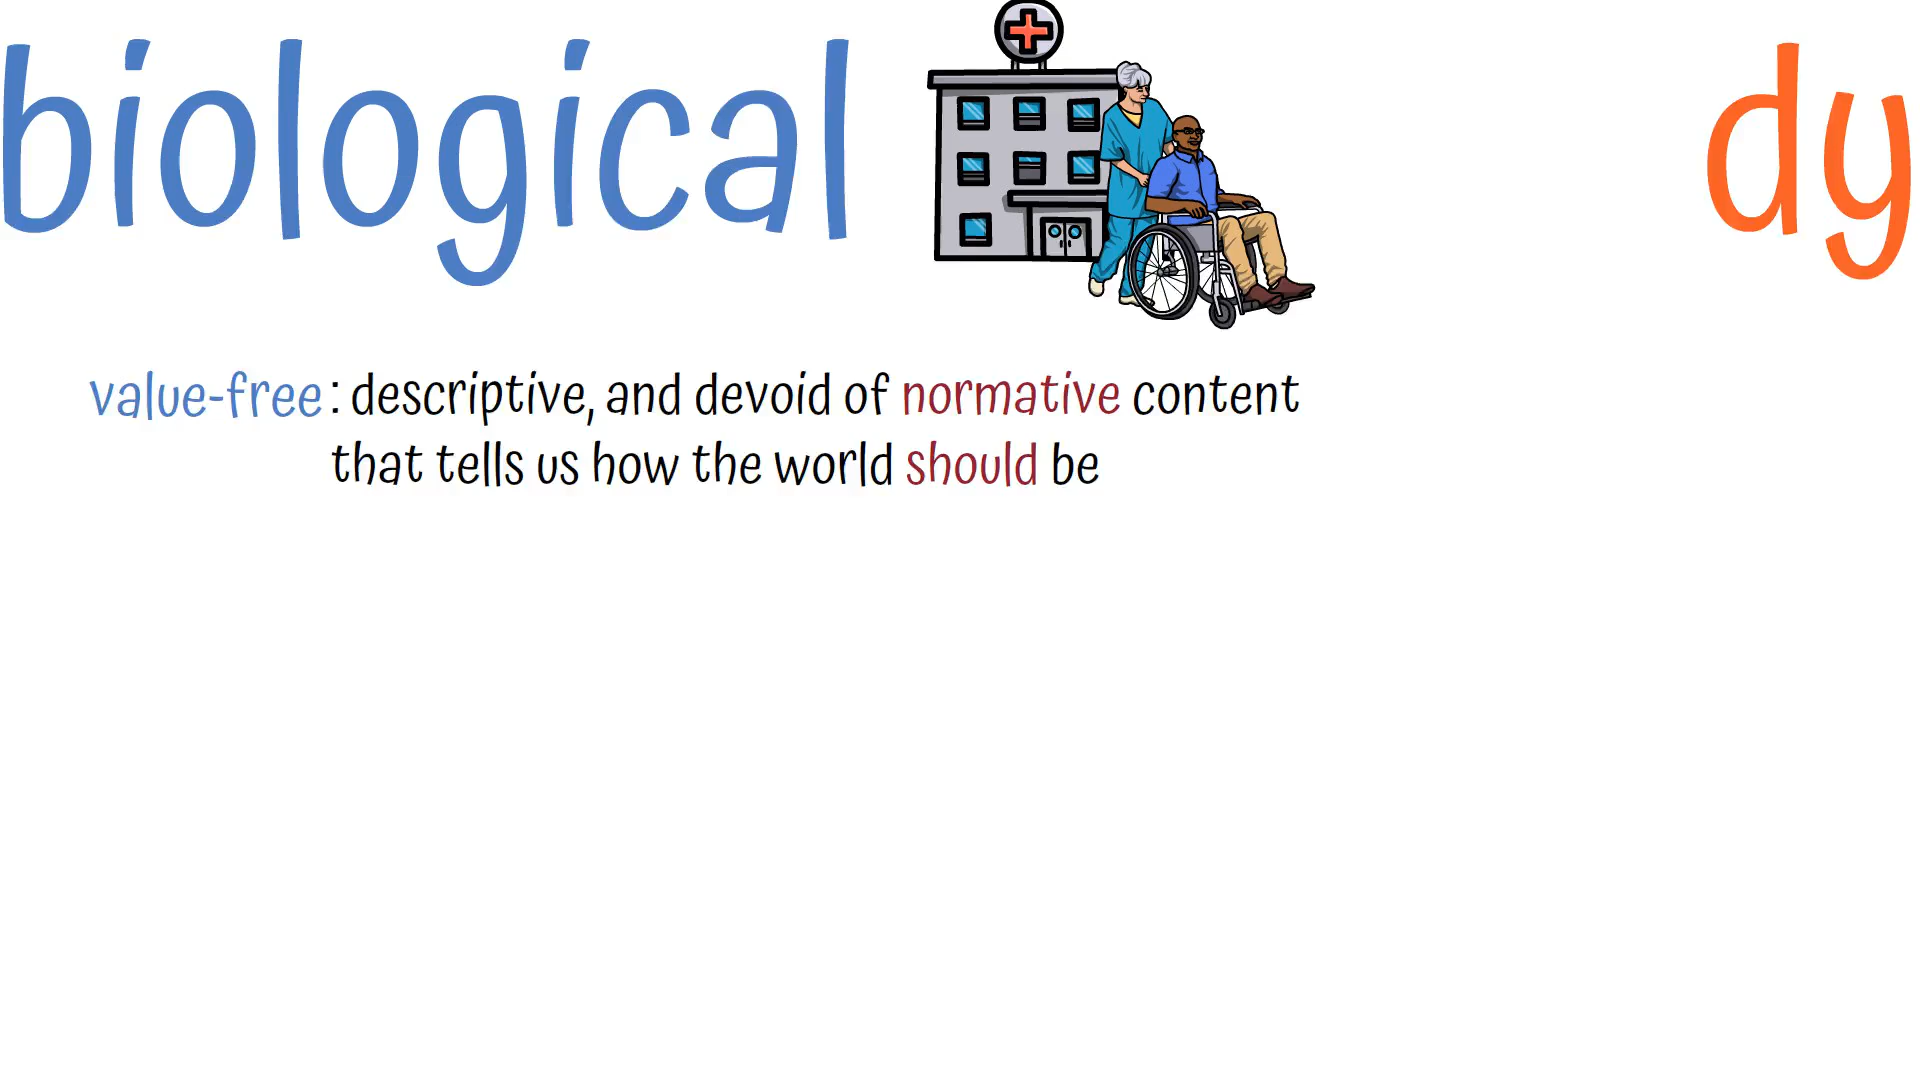 biological dy
value-free: descriptive, and devoid of normative content
that tells us how the world should be